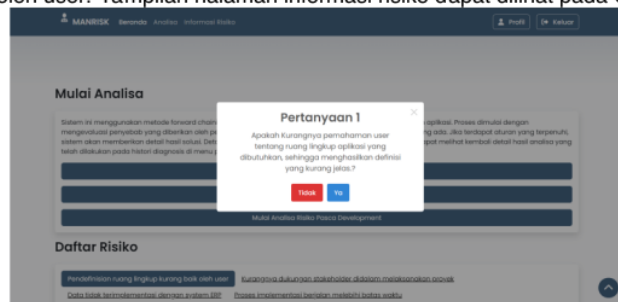 oleh user. Tampilan halaman informasi risiko dapat dilihat pada
MANRISK Beranda Analisa Informasi Risiko Profil Keluar
Mulai Analisa
Sistem ini menggunakan metode forward chain aplikasi. Proses dimulai dengan
mengevaluasi penyebab yang diberikan oleh ng ada. Jika terdapat aturan yang terpenuhi,
sistem akan memberikan detail hasil solusi. apat melihat kembali detail hasil analisa yang
telah dilakukan pada histori diagnosis di menu
Pertanyaan 1
Apakah Kurangnya pemahaman user
tentang ruang lingkup aplikasi yang
dibutuhkan, sehingga menghasilkan definisi
yang kurang jelas.?
Tidak Ya
Mulai Analisa Risiko Pasca Development
Daftar Risiko
Pendefinisian ruang lingkup kurang baik oleh user Kurangnya dukungan stakeholder didalam melaksanakan proyek
Data tidak terimplementasi dengan system ERP Proses implementasi berjalan melebihi batas waktu